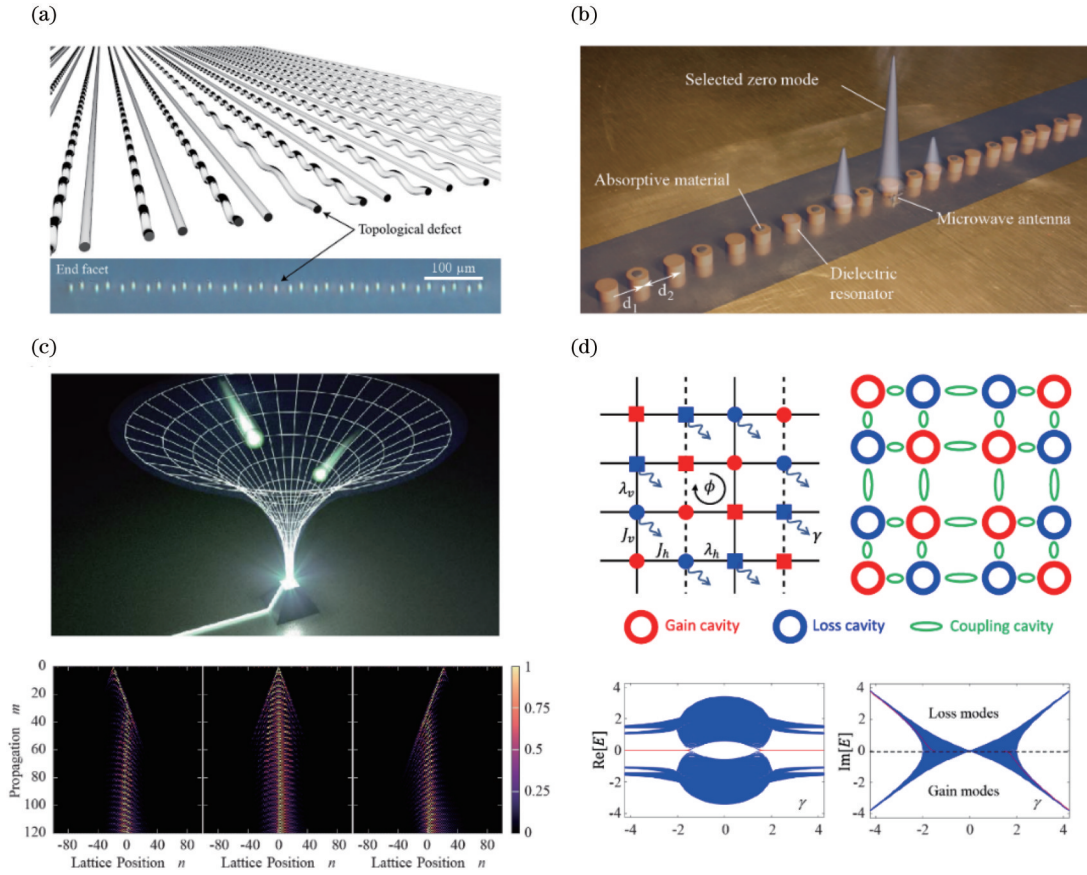 (a)
Topological defect
End facet
100 µm
(b)
Selected zero mode
Absorptive material
Microwave antenna
Dielectric
resonator
d₁
d₂
(c)
Propagation m
0
20
40
60
80
100
120
-80 -40 0 40 80
-80 -40 0 40 80
-80 -40 0 40 80
Lattice Position n
Lattice Position n
Lattice Position n
1
0.75
0.5
0.25
0
(d)
λᵥ
ϕ
Jᵥ
Jₕ
λₕ
γ
Gain cavity
Loss cavity
Coupling cavity
Re[E]
4
2
0
-2
-4
γ
-4 -2 0 2 4
Im[E]
4
2
0
-2
-4
Loss modes
Gain modes
γ
-4 -2 0 2 4